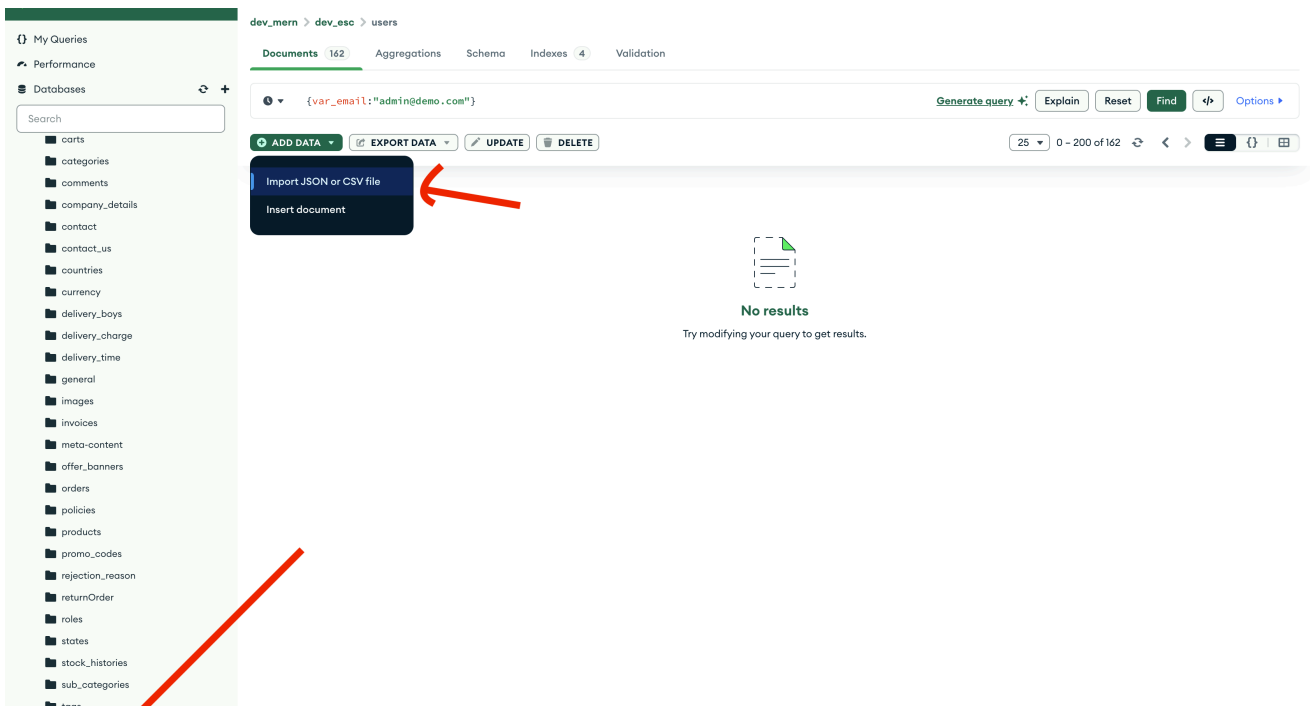 dev_mern > dev_esc > users
{} My Queries
Performance
Databases
Search
carts
categories
comments
company_details
contact
contact_us
countries
currency
delivery_boys
delivery_charge
delivery_time
general
images
invoices
meta-content
offer_banners
orders
policies
products
promo_codes
rejection_reason
returnOrder
roles
states
stock_histories
sub_categories
tags
Documents 162 Aggregations Schema Indexes 4 Validation
{var_email:"admin@demo.com"} Generate query Explain Reset Find </> Options
ADD DATA EXPORT DATA UPDATE DELETE 25 0 – 200 of 162 {}
Import JSON or CSV file
Insert document
No results
Try modifying your query to get results.